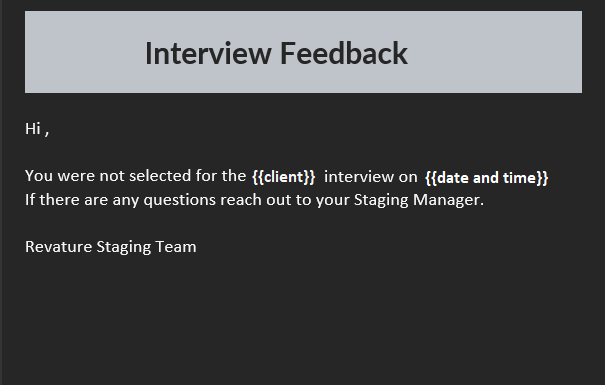 Interview Feedback
Hi ,
You were not selected for the {{client}} interview on {{date and time}}
If there are any questions reach out to your Staging Manager.
Revature Staging Team